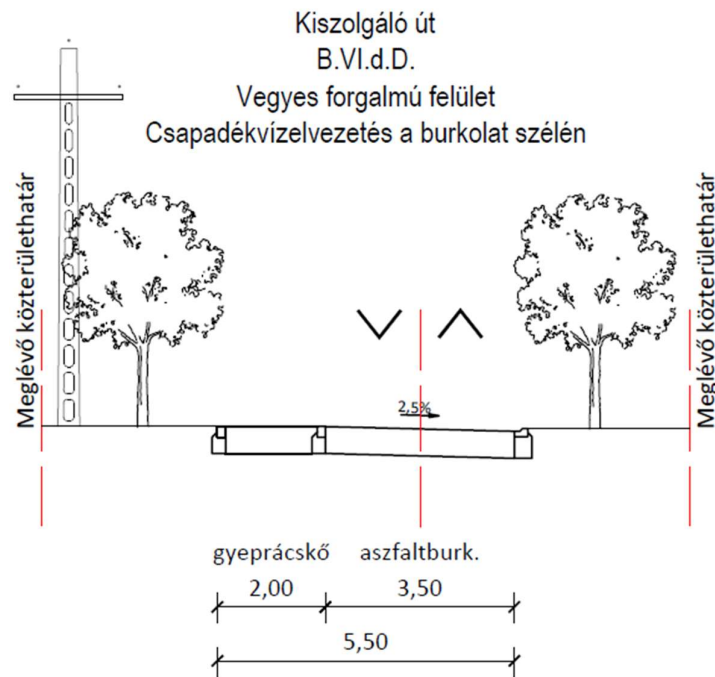 Kiszolgáló út
B.VI.d.D.
Vegyes forgalmú felület
Csapadékvízelvezetés a burkolat szélén
Meglévő közterülethatár
Meglévő közterülethatár
2,5%
gyeprácskő aszfaltburk.
2,00 3,50
5,50